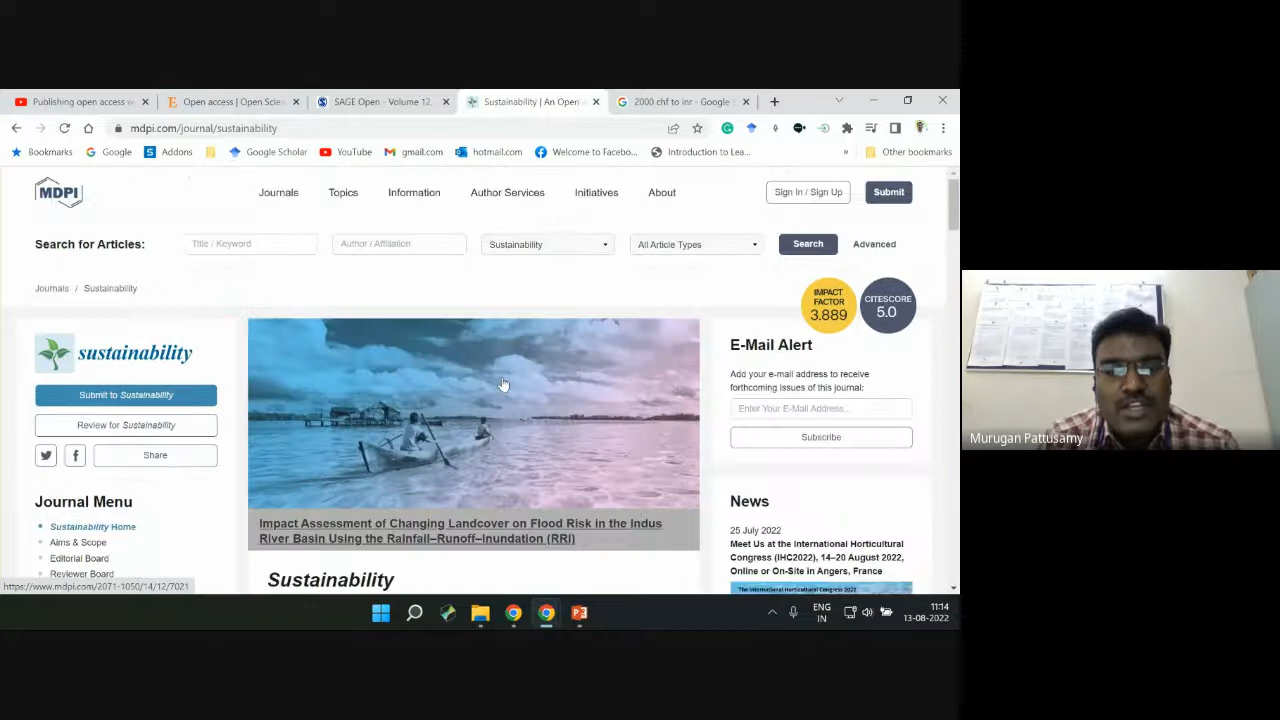 Publishing open access w
Open access | Open Scien
SAGE Open - Volume 12,
Sustainability | An Open
2000 chf to inr - Google S
mdpi.com/journal/sustainability
Bookmarks
Google
Addons
Google Scholar
YouTube
gmail.com
hotmail.com
Welcome to Facebo...
Introduction to Lea...
»
Other bookmarks
MDPI
Journals
Topics
Information
Author Services
Initiatives
About
Sign In / Sign Up
Submit
Search for Articles:
Title / Keyword
Author / Affiliation
Sustainability
All Article Types
Search
Advanced
Journals / Sustainability
IMPACT
FACTOR
3.889
CITESCORE
5.0
sustainability
Submit to Sustainability
Review for Sustainability
Share
Journal Menu
Sustainability Home
Aims & Scope
Editorial Board
Reviewer Board
https://www.mdpi.com/2071-1050/14/12/7021
Impact Assessment of Changing Landcover on Flood Risk in the Indus
River Basin Using the Rainfall–Runoff–Inundation (RRI)
Sustainability
E-Mail Alert
Add your e-mail address to receive
forthcoming issues of this journal:
Enter Your E-Mail Address...
Subscribe
News
25 July 2022
Meet Us at the International Horticultural
Congress (IHC2022), 14–20 August 2022,
Online or On-Site in Angers, France
The International Horticultural Congress 2022
ENG
IN
11:14
13-08-2022
Murugan Pattusamy